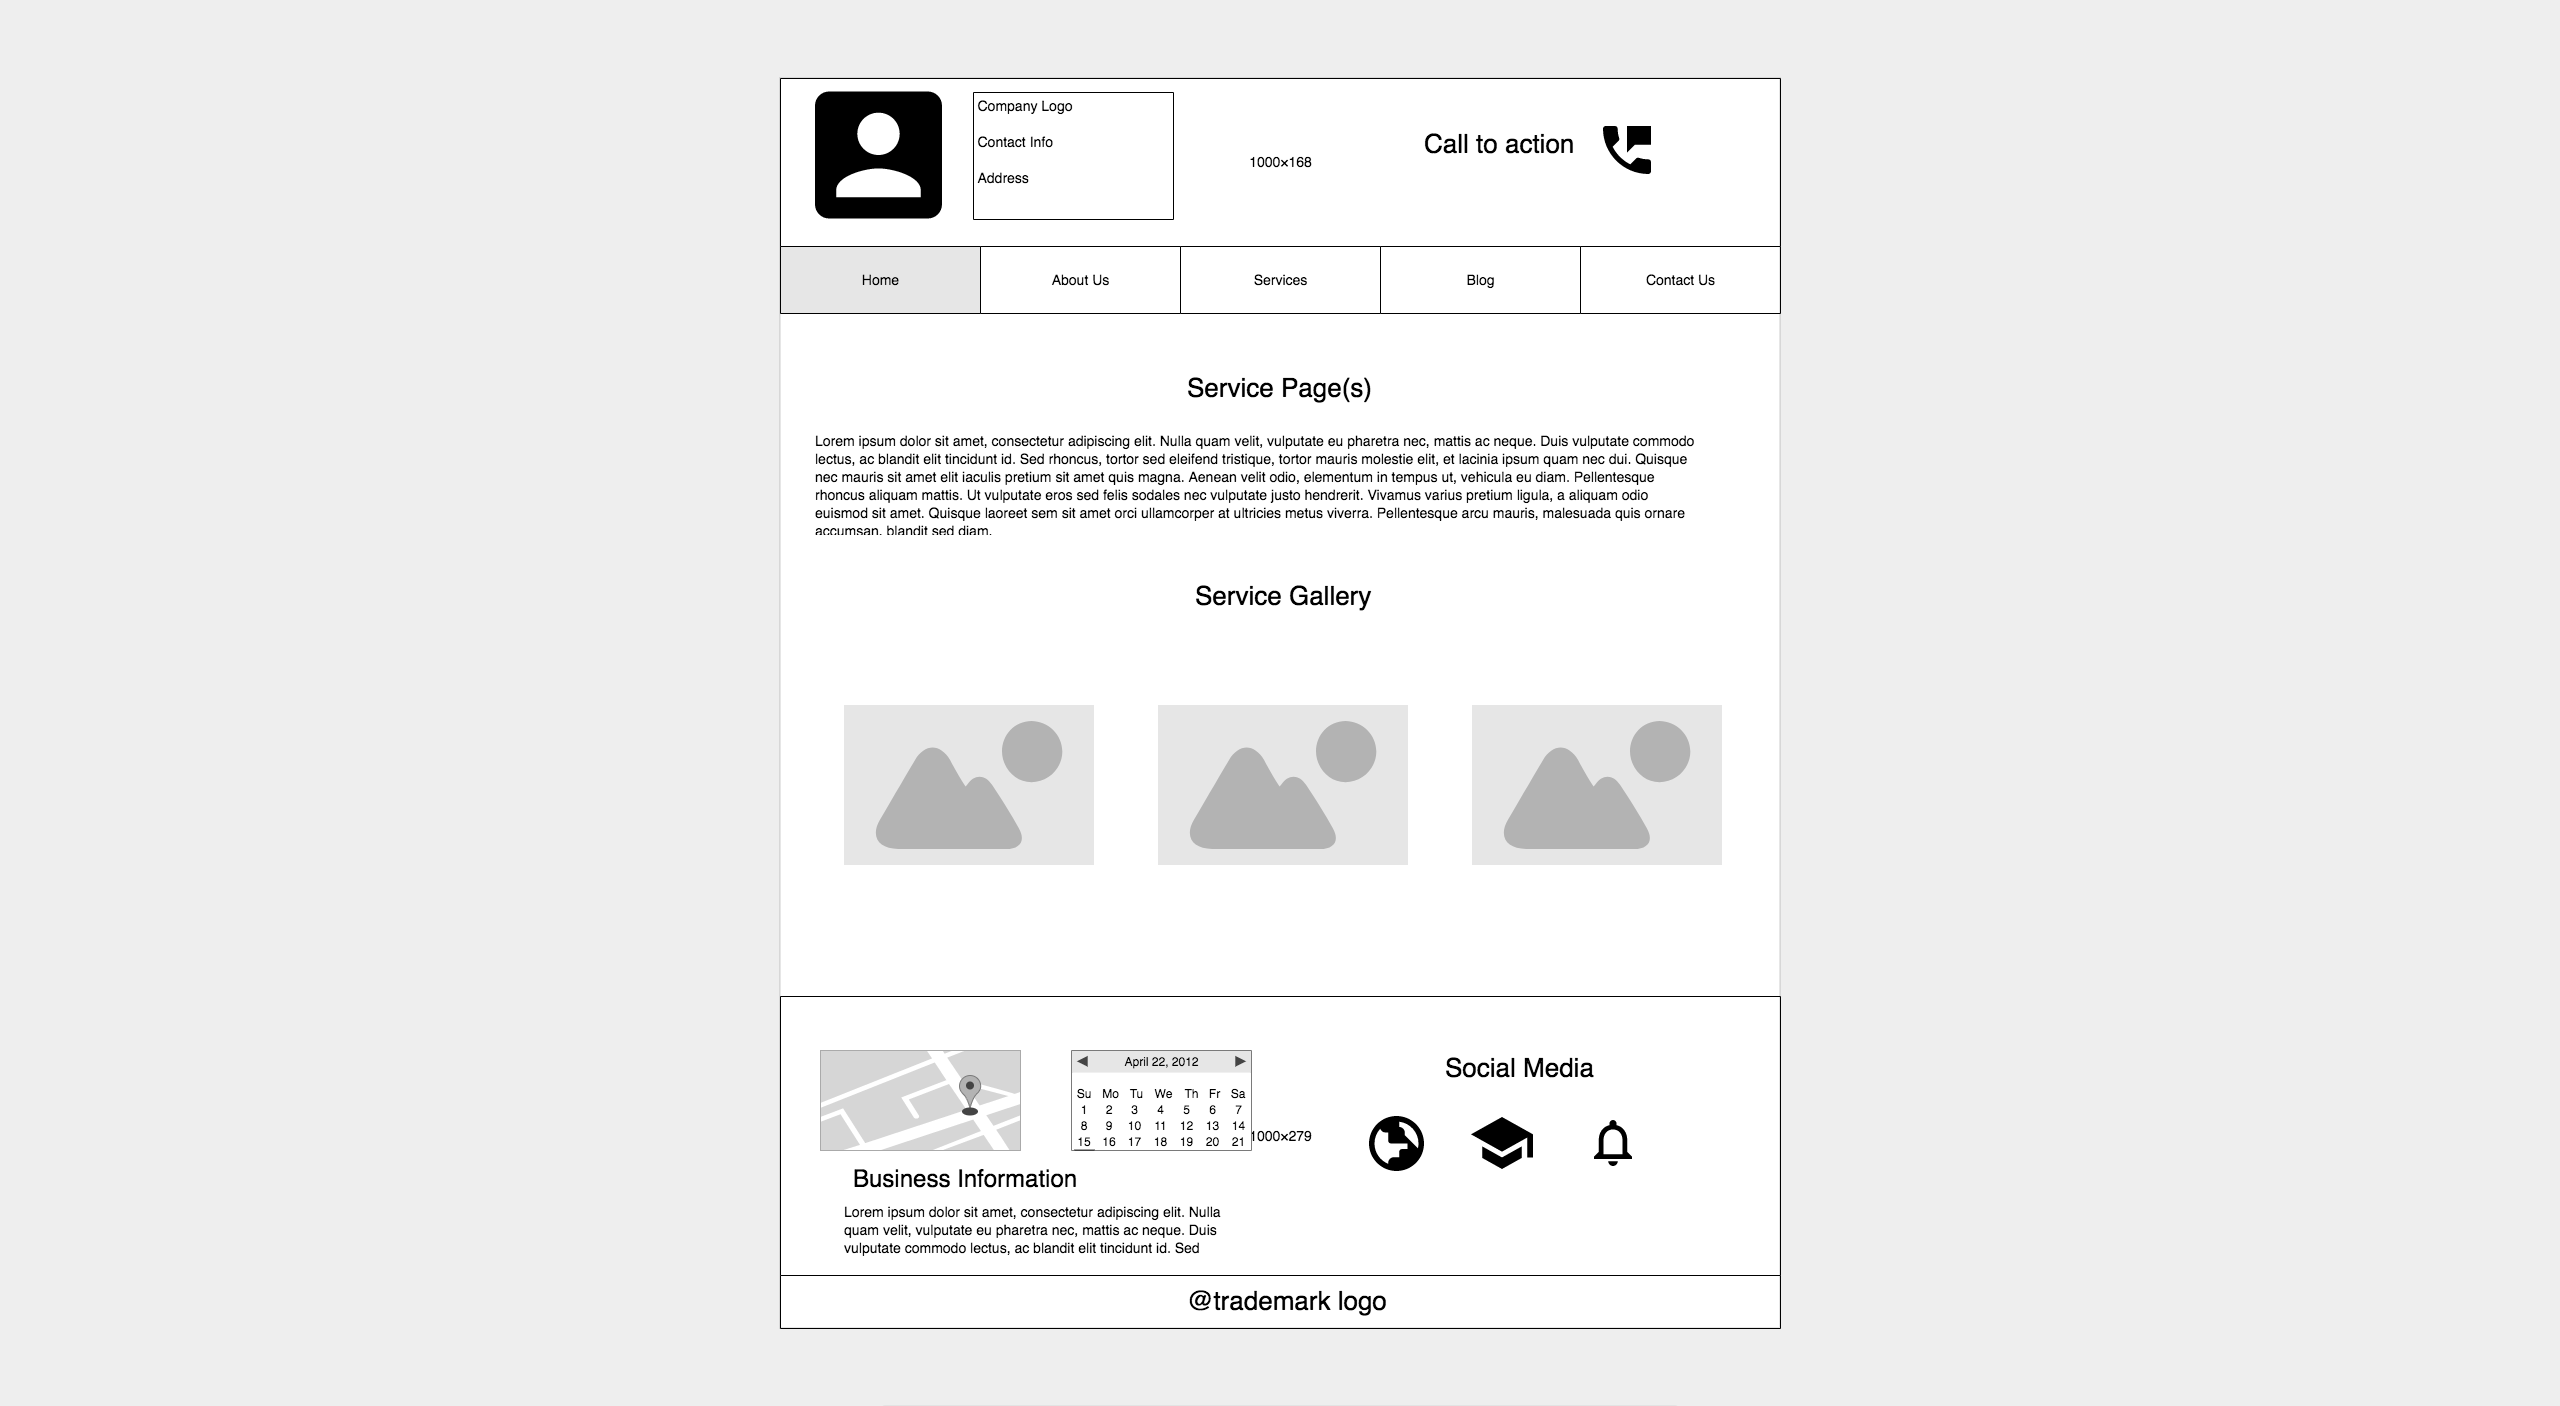 Company Logo
Contact Info
Address
1000×168
Call to action
Home
About Us
Services
Blog
Contact Us
Service Page(s)
Lorem ipsum dolor sit amet, consectetur adipiscing elit. Nulla quam velit, vulputate eu pharetra nec, mattis ac neque. Duis vulputate commodo
lectus, ac blandit elit tincidunt id. Sed rhoncus, tortor sed eleifend tristique, tortor mauris molestie elit, et lacinia ipsum quam nec dui. Quisque
nec mauris sit amet elit iaculis pretium sit amet quis magna. Aenean velit odio, elementum in tempus ut, vehicula eu diam. Pellentesque
rhoncus aliquam mattis. Ut vulputate eros sed felis sodales nec vulputate justo hendrerit. Vivamus varius pretium ligula, a aliquam odio
euismod sit amet. Quisque laoreet sem sit amet orci ullamcorper at ultricies metus viverra. Pellentesque arcu mauris, malesuada quis ornare
accumsan, blandit sed diam.
Service Gallery
April 22, 2012
Su Mo Tu We Th Fr Sa
1 2 3 4 5 6 7
8 9 10 11 12 13 14
15 16 17 18 19 20 21
1000×279
Social Media
Business Information
Lorem ipsum dolor sit amet, consectetur adipiscing elit. Nulla
quam velit, vulputate eu pharetra nec, mattis ac neque. Duis
vulputate commodo lectus, ac blandit elit tincidunt id. Sed
@trademark logo